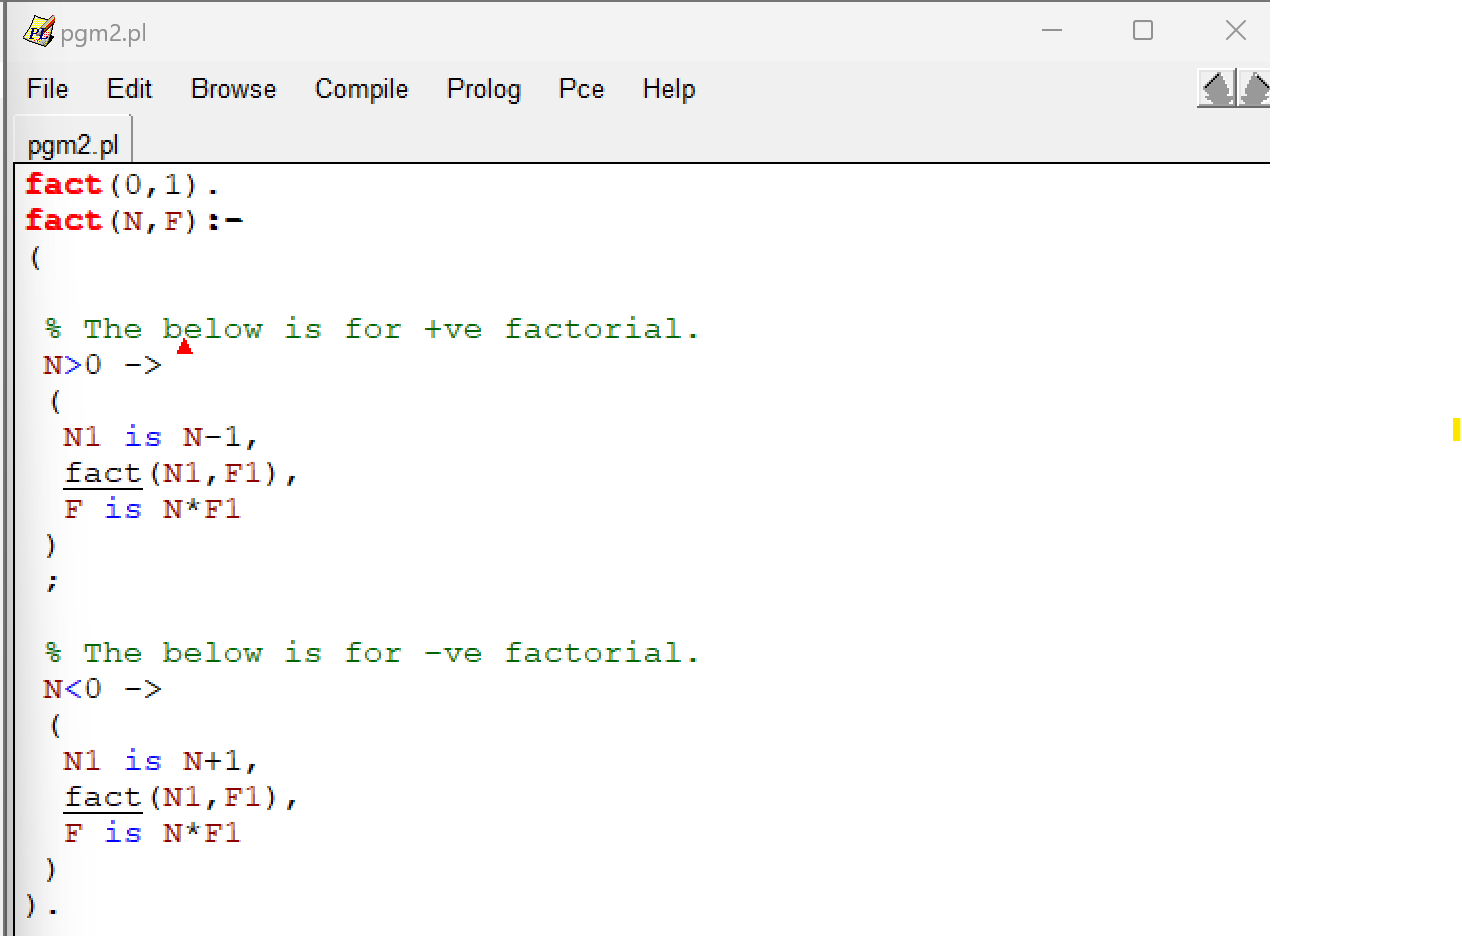 pgm2.pl
File Edit Browse Compile Prolog Pce Help
pgm2.pl
fact(0,1).
fact(N,F):-
(
% The below is for +ve factorial.
N>0 ->
(
N1 is N-1,
fact(N1,F1),
F is N*F1
)
;
% The below is for -ve factorial.
N<0 ->
(
N1 is N+1,
fact(N1,F1),
F is N*F1
)
).